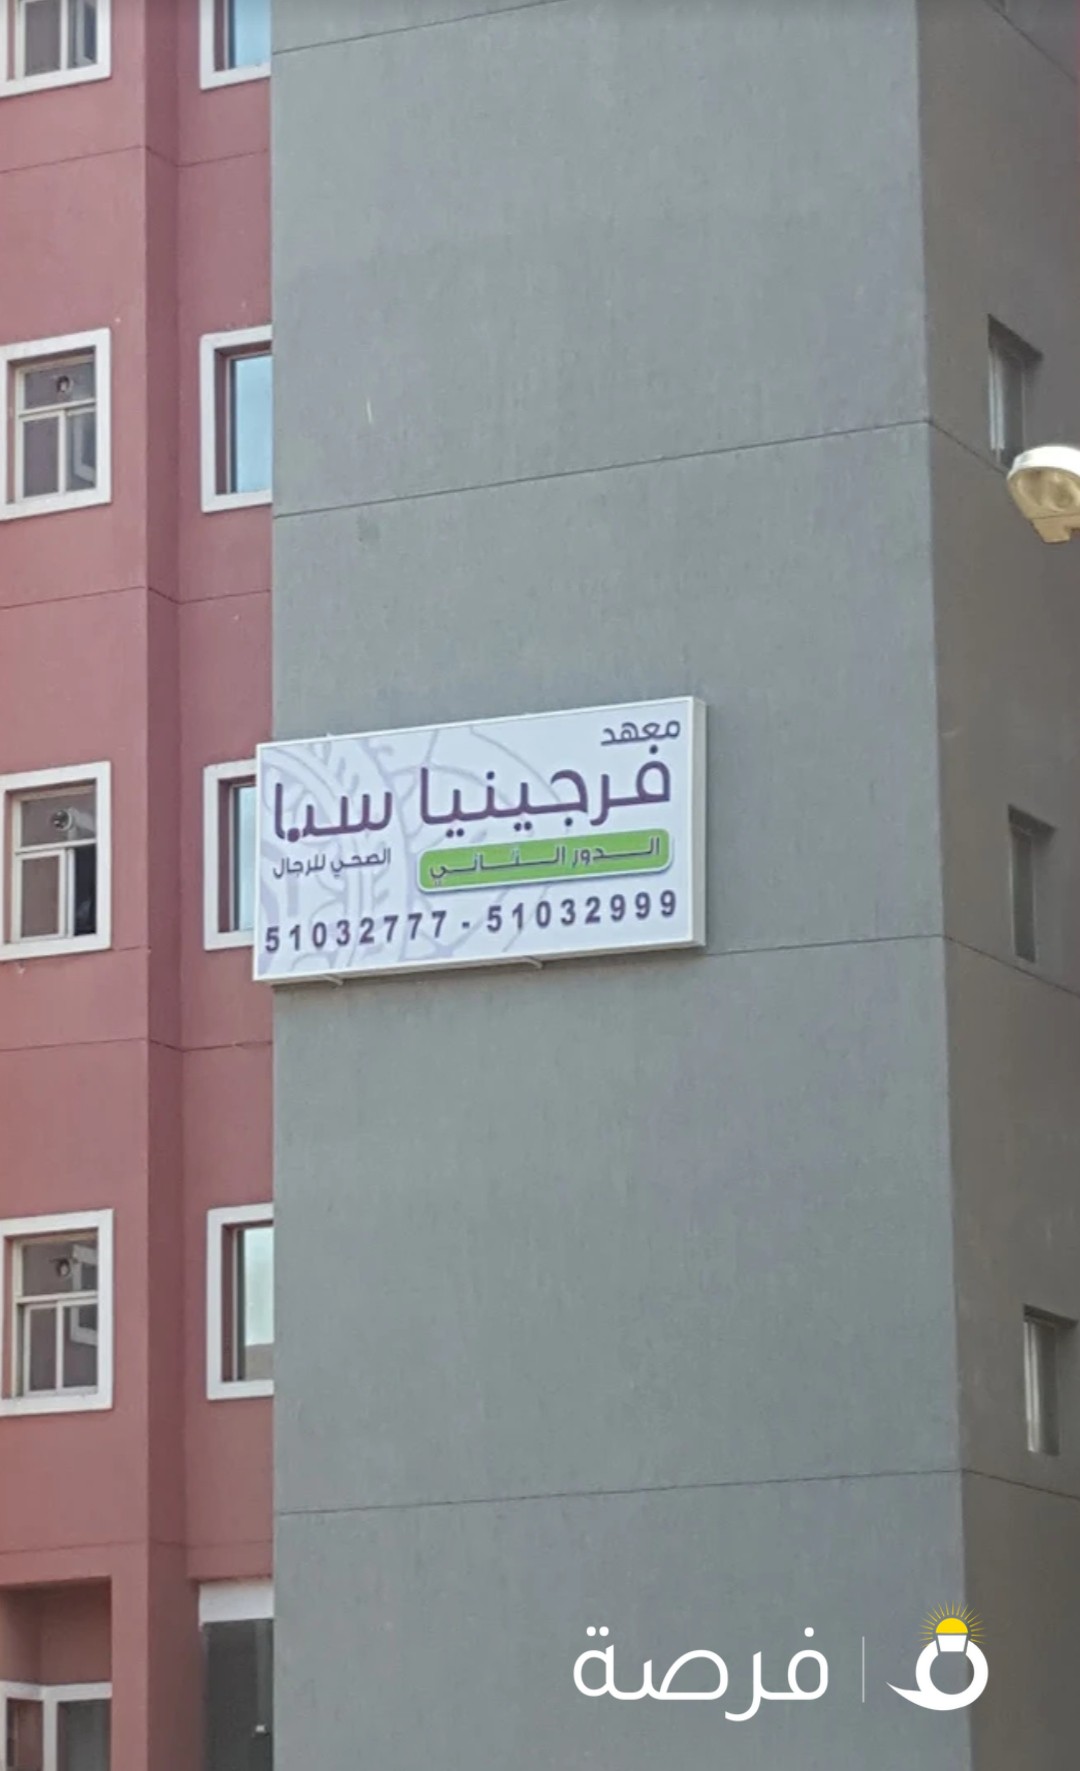 معهد
فرجينيا سبا
الدور الثاني
الصحي للرجال
51032777 - 51032999
فرصة